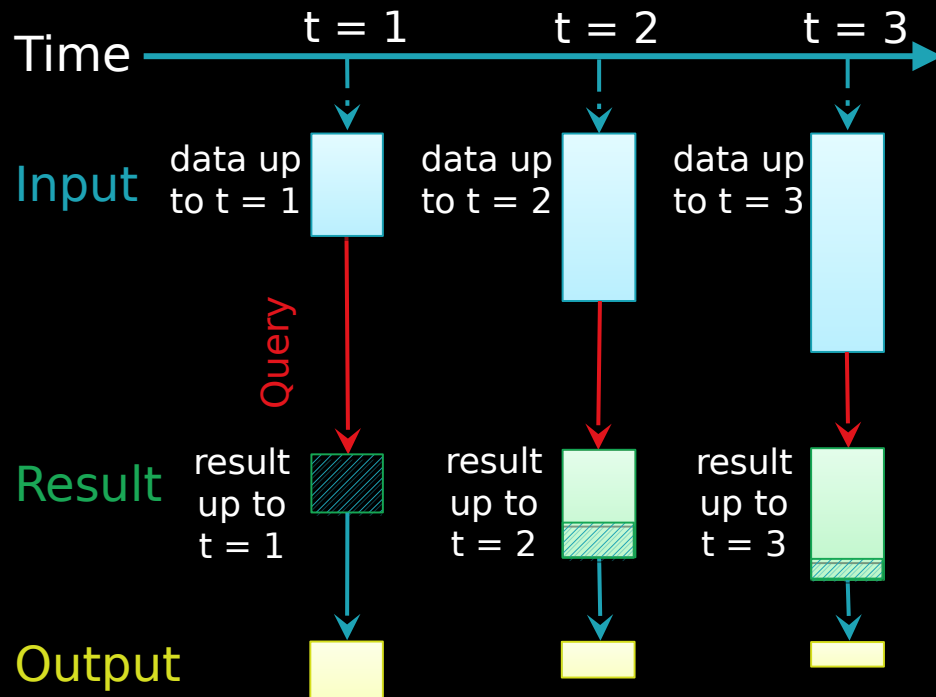 Time
t = 1
t = 2
t = 3
Input
data up
to t = 1
data up
to t = 2
data up
to t = 3
Query
Result
result
up to
t = 1
result
up to
t = 2
result
up to
t = 3
Output